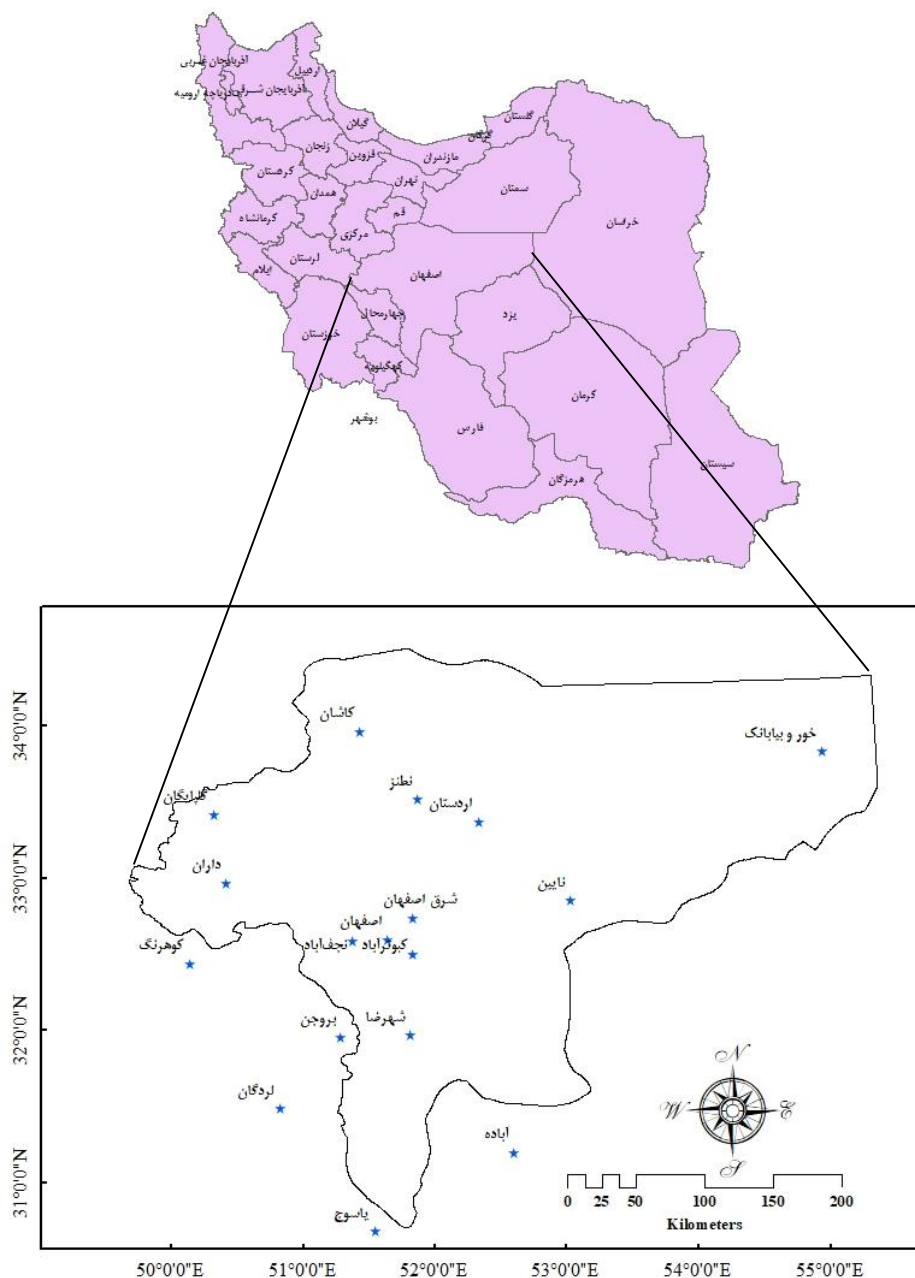 آذربایجان غربی
اردبیل
دریاچه ارومیه
آذربایجان شرقی
گیلان
گلستان
گرگان
زنجان
قزوین
مازندران
کردستان
تهران
سمنان
همدان
قم
کرمانشاه
مرکزی
خراسان
لرستان
ایلام
اصفهان
چهارمحال
یزد
خوزستان
کهگیلویه
کرمان
بوشهر
فارس
سیستان
هرمزگان
34°0'0"N
33°0'0"N
32°0'0"N
31°0'0"N
کاشان
خور و بیابانک
نطنز
اردستان
گلپایگان
داران
نایین
شرق اصفهان
اصفهان
نجف‌آباد
کبوترآباد
کوهرنگ
بروجن
شهرضا
لردگان
آباده
یاسوج
N
W
E
S
0 25 50 100 150 200
Kilometers
50°0'0"E 51°0'0"E 52°0'0"E 53°0'0"E 54°0'0"E 55°0'0"E